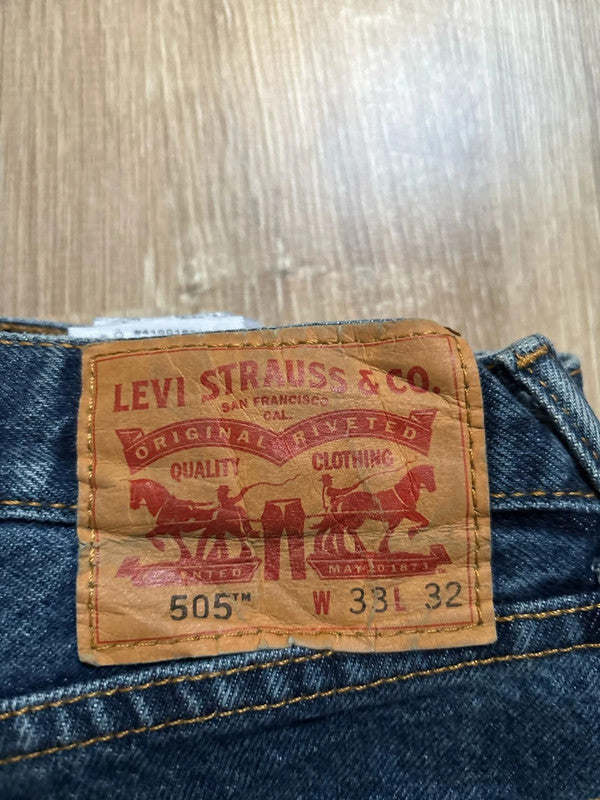 LEVI STRAUSS & CO.
SAN FRANCISCO
CAL.
ORIGINAL RIVETED
QUALITY CLOTHING
MAY 20 1873
505™ W 33 L 32